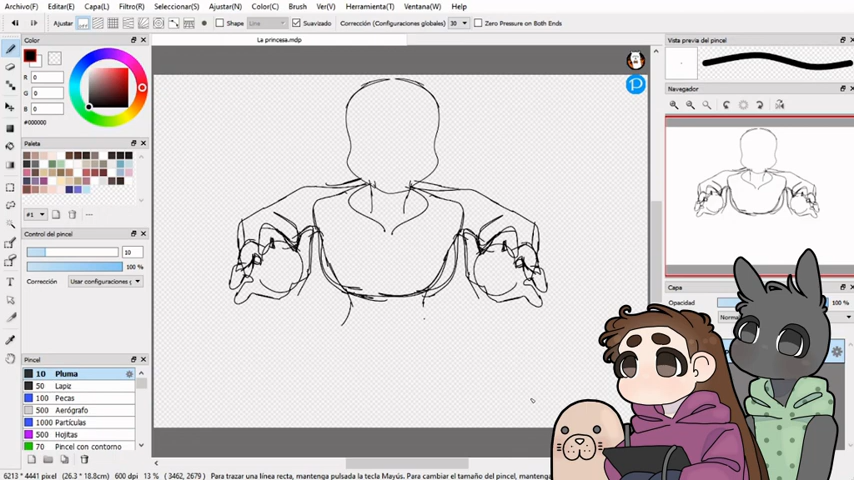 Archivo(F) Editar(E) Capa(L) Filtro(R) Seleccionar(S) Ajustar(N) Color(C) Brush Ver(W) Herramienta(T) Ventana(W) Help
Ajustar Shape Line Suavizado Corrección (Configuraciones globales) 30 Zero Pressure on Both Ends
Color
La princesa.mdp
Vista previa del pincel
R 0
G 0
B 0
#000000
Navegador
Paleta
#1
Control del pincel
10
100 %
Corrección Usar configuraciones g
Capa
Opacidad 100 %
Pincel
10 Pluma
50 Lapiz
100 Pecas
500 Aerógrafo
1000 Partículas
500 Hojitas
70 Pincel con contorno
6213 * 4441 píxel (26.3 * 18.8cm) 600 dpi 13 % ( 3462, 2679 ) Para trazar una línea recta, mantenga pulsada la tecla Mayús. Para cambiar el tamaño del pincel, mantenga